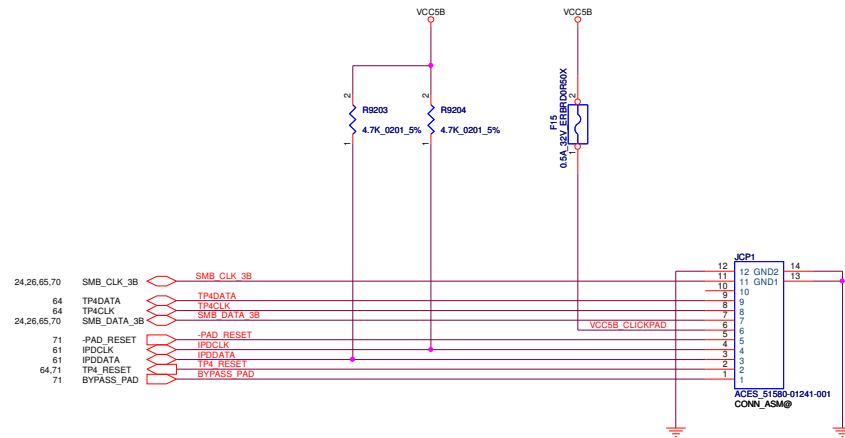 VCC5B
VCC5B
2
2
2
R9203
R9204
4.7K_0201_5%
4.7K_0201_5%
1
1
1
F15
0.5A_32V_ERBRD0R50X
JCP1
24,26,65,70 SMB_CLK_3B SMB_CLK_3B
64 TP4DATA TP4DATA
64 TP4CLK TP4CLK
24,26,65,70 SMB_DATA_3B SMB_DATA_3B
VCC5B_CLICKPAD
71 -PAD_RESET -PAD_RESET
61 IPDCLK IPDCLK
61 IPDDATA IPDDATA
64,71 TP4_RESET TP4_RESET
71 BYPASS_PAD BYPASS_PAD
12 12 GND2 14
11 11 GND1 13
10 10
9 9
8 8
7 7
6 6
5 5
4 4
3 3
2 2
1 1
ACES_51580-01241-001
CONN_ASM@